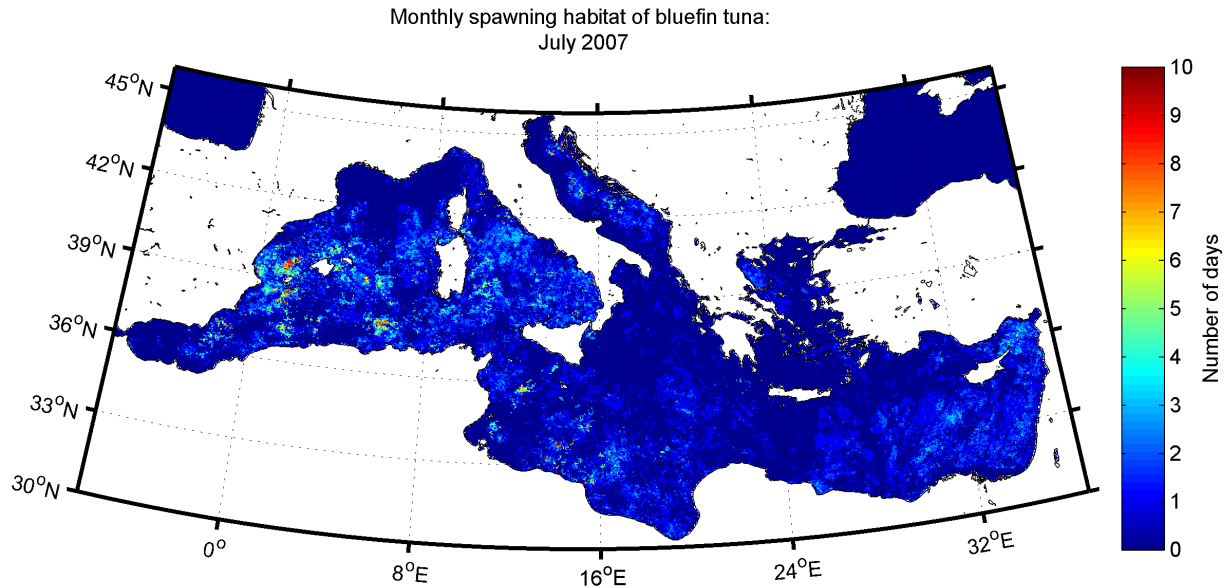 Monthly spawning habitat of bluefin tuna:
July 2007
45°N
42°N
39°N
36°N
33°N
30°N
0°
8°E
16°E
24°E
32°E
10
9
8
7
6
5
4
3
2
1
0
Number of days